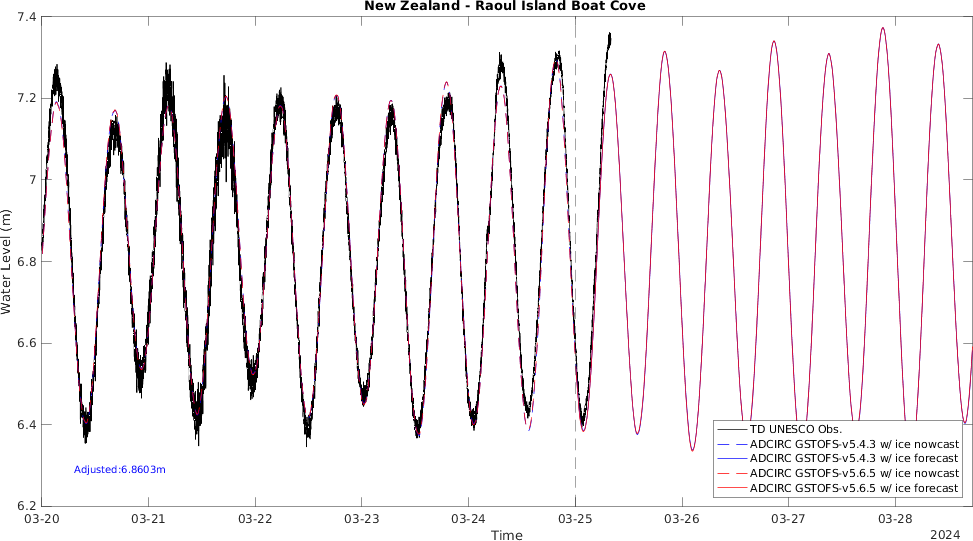 New Zealand - Raoul Island Boat Cove
7.4
7.2
7
6.8
6.6
6.4
6.2
Water Level (m)
Adjusted:6.8603m
TD UNESCO Obs.
ADCIRC GSTOFS-v5.4.3 w/ ice nowcast
ADCIRC GSTOFS-v5.4.3 w/ ice forecast
ADCIRC GSTOFS-v5.6.5 w/ ice nowcast
ADCIRC GSTOFS-v5.6.5 w/ ice forecast
03-20 03-21 03-22 03-23 03-24 03-25 03-26 03-27 03-28
Time
2024